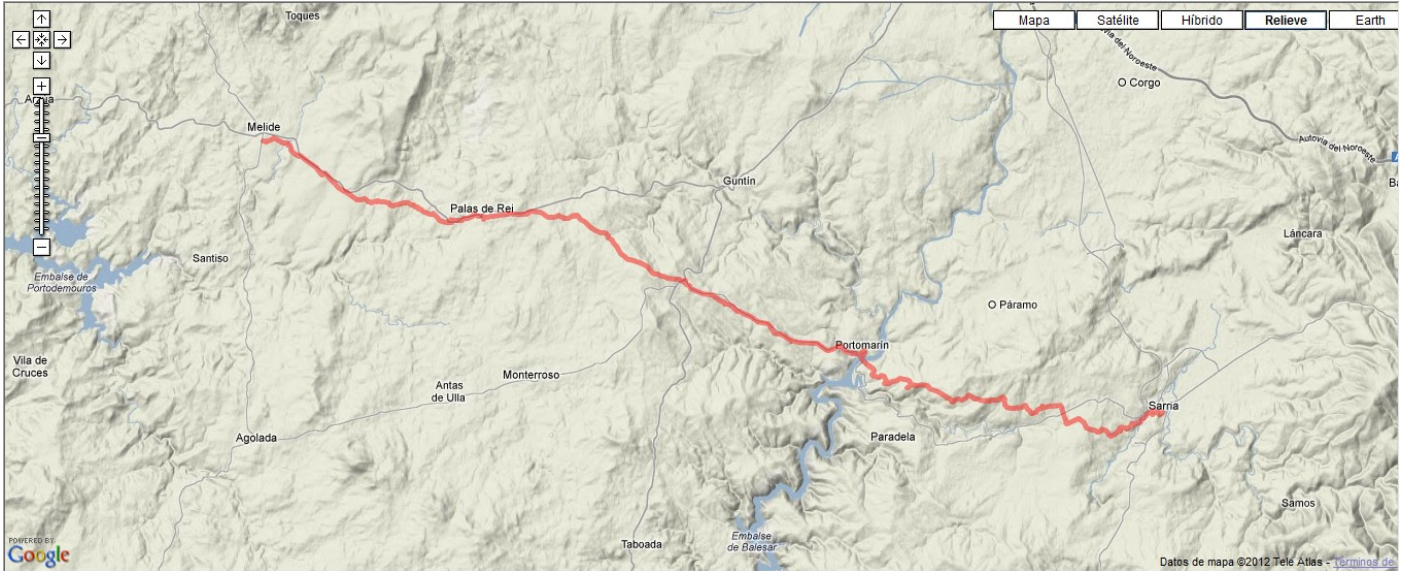 Toques
Mapa
Satélite
Híbrido
Relieve
Earth
Autovía del Noroeste
O Corgo
Melide
Autovía del Noroeste
Guntín
Palas de Rei
Láncara
Santiso
Embalse de
Portodemouros
O Páramo
Portomarín
Vila de
Cruces
Monterroso
Antas
de Ulla
Sarria
Agolada
Paradela
Samos
Embalse
de Belesar
Taboada
POWERED BY
Google
Datos de mapa ©2012 Tele Atlas - Términos de